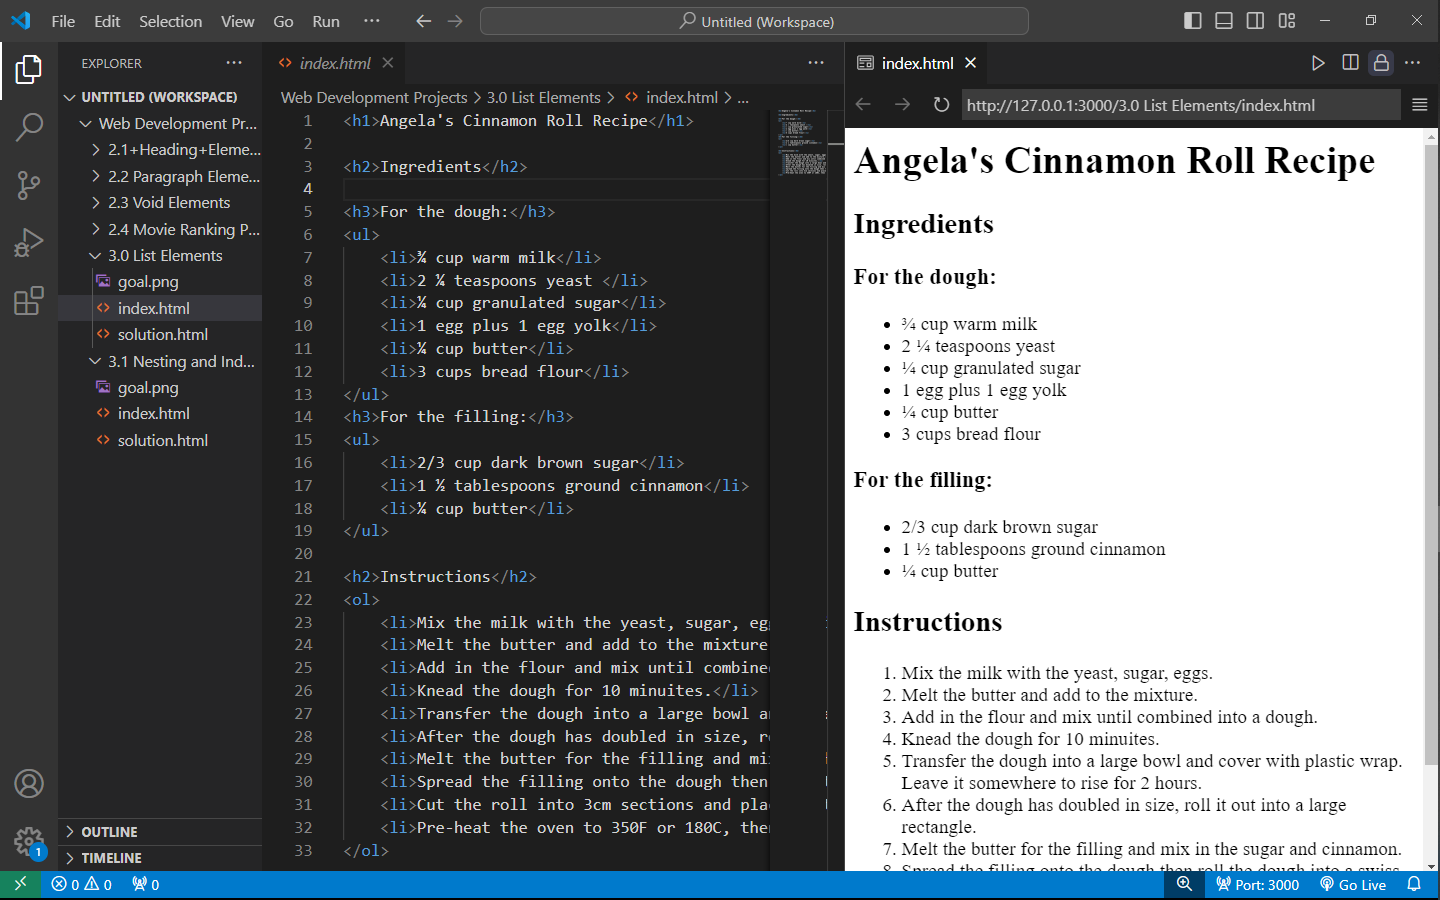 File Edit Selection View Go Run ··· Untitled (Workspace)
EXPLORER ···
UNTITLED (WORKSPACE)
Web Development Pr...
2.1+Heading+Eleme...
2.2 Paragraph Eleme...
2.3 Void Elements
2.4 Movie Ranking P...
3.0 List Elements
goal.png
index.html
solution.html
3.1 Nesting and Ind...
goal.png
index.html
solution.html
OUTLINE
TIMELINE
index.html ···
Web Development Projects > 3.0 List Elements > <> index.html > ...
1 <h1>Angela's Cinnamon Roll Recipe</h1>
2
3 <h2>Ingredients</h2>
4
5 <h3>For the dough:</h3>
6 <ul>
7 <li>¾ cup warm milk</li>
8 <li>2 ¼ teaspoons yeast </li>
9 <li>¼ cup granulated sugar</li>
10 <li>1 egg plus 1 egg yolk</li>
11 <li>¼ cup butter</li>
12 <li>3 cups bread flour</li>
13 </ul>
14 <h3>For the filling:</h3>
15 <ul>
16 <li>2/3 cup dark brown sugar</li>
17 <li>1 ½ tablespoons ground cinnamon</li>
18 <li>¼ cup butter</li>
19 </ul>
20
21 <h2>Instructions</h2>
22 <ol>
23 <li>Mix the milk with the yeast, sugar, eg
24 <li>Melt the butter and add to the mixture
25 <li>Add in the flour and mix until combine
26 <li>Knead the dough for 10 minuites.</li>
27 <li>Transfer the dough into a large bowl a
28 <li>After the dough has doubled in size, r
29 <li>Melt the butter for the filling and mi
30 <li>Spread the filling onto the dough then
31 <li>Cut the roll into 3cm sections and pla
32 <li>Pre-heat the oven to 350F or 180C, the
33 </ol>
index.html ···
http://127.0.0.1:3000/3.0 List Elements/index.html
Angela's Cinnamon Roll Recipe
Ingredients
For the dough:
• ¾ cup warm milk
• 2 ¼ teaspoons yeast
• ¼ cup granulated sugar
• 1 egg plus 1 egg yolk
• ¼ cup butter
• 3 cups bread flour
For the filling:
• 2/3 cup dark brown sugar
• 1 ½ tablespoons ground cinnamon
• ¼ cup butter
Instructions
1. Mix the milk with the yeast, sugar, eggs.
2. Melt the butter and add to the mixture.
3. Add in the flour and mix until combined into a dough.
4. Knead the dough for 10 minuites.
5. Transfer the dough into a large bowl and cover with plastic wrap.
Leave it somewhere to rise for 2 hours.
6. After the dough has doubled in size, roll it out into a large
rectangle.
7. Melt the butter for the filling and mix in the sugar and cinnamon.
8. Spread the filling onto the dough then roll the dough into a swiss
1
0 0 0 Port: 3000 Go Live